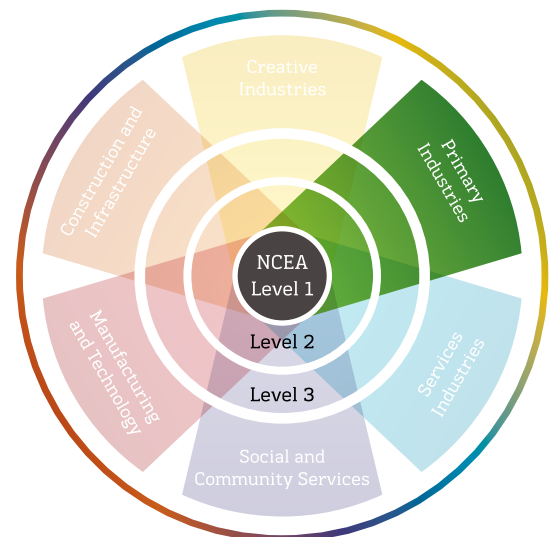 Creative
Industries
Primary
Industries
Construction and
Infrastructure
NCEA
Level 1
Level 2
Level 3
Manufacturing
and Technology
Services
Industries
Social and
Community Services